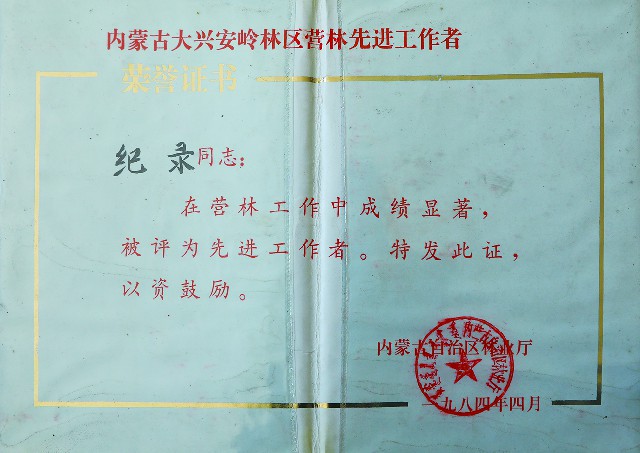 内蒙古大兴安岭林区营林先进工作者
荣誉证书
纪录同志：
在营林工作中成绩显著，
被评为先进工作者。特发此证，
以资鼓励。
内蒙古自治区林业厅
一九八四年四月